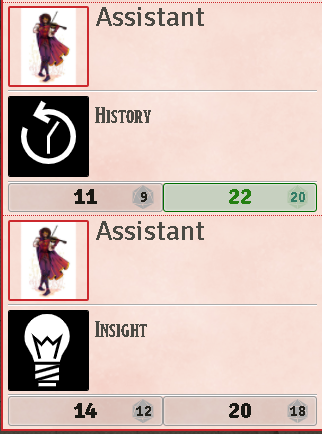 Assistant
History
11 9 22 20
Assistant
Insight
14 12 20 18